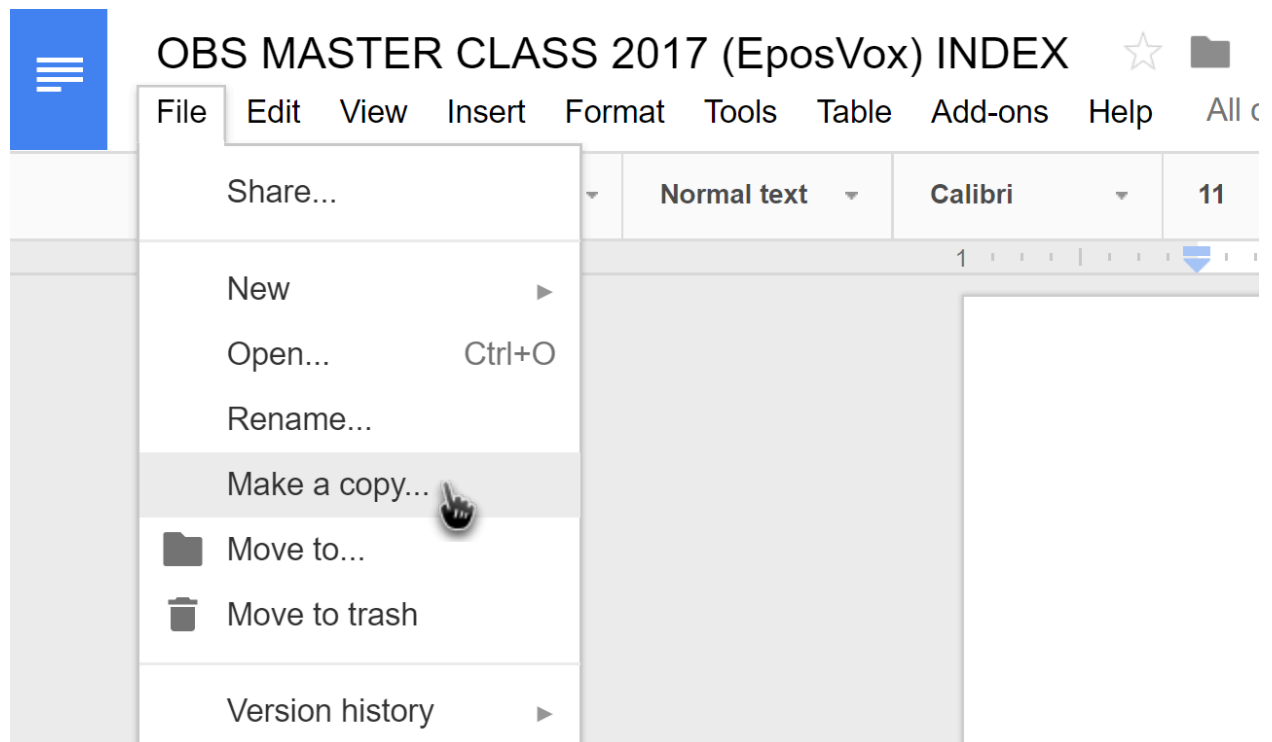 OBS MASTER CLASS 2017 (EposVox) INDEX
File Edit View Insert Format Tools Table Add-ons Help All
Share...
Normal text Calibri 11
1
New
Open... Ctrl+O
Rename...
Make a copy...
Move to...
Move to trash
Version history